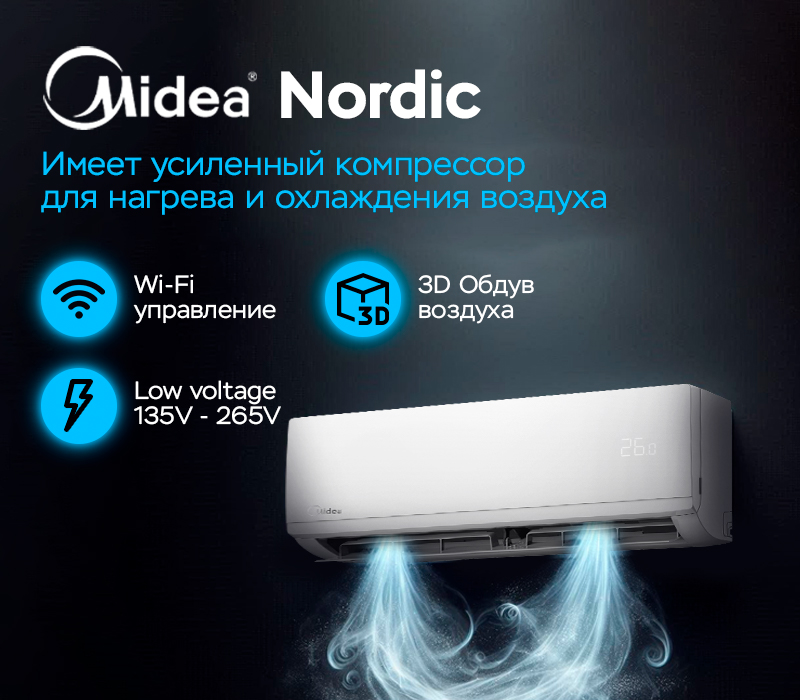 Midea® Nordic
Имеет усиленный компрессор
для нагрева и охлаждения воздуха
Wi-Fi
управление
3D
3D Обдув
воздуха
Low voltage
135V - 265V
26.0
Midea